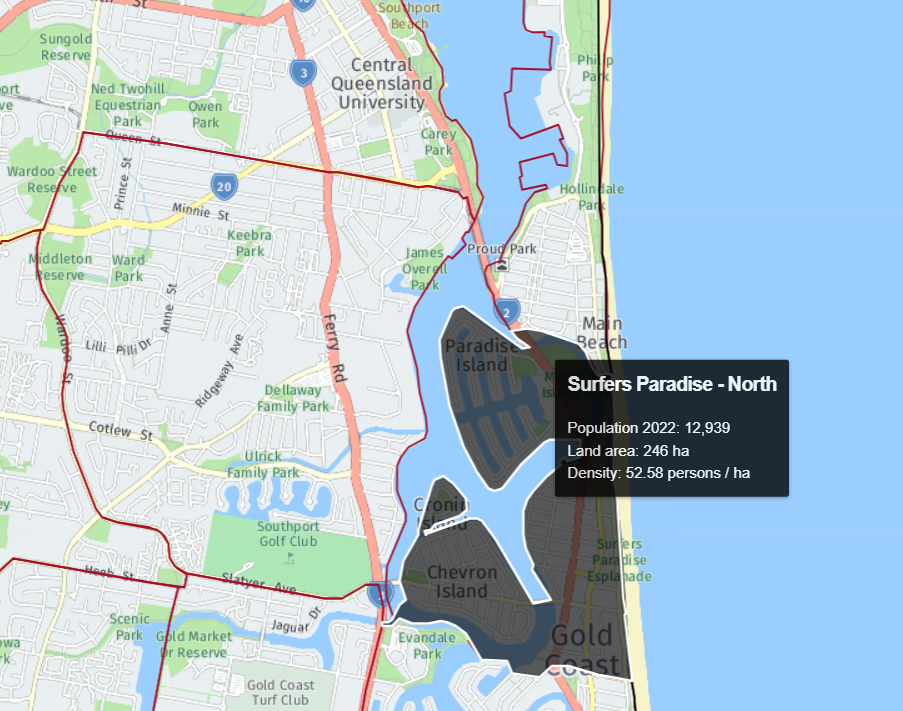 Southport
Beach
Sungold
Reserve
3
Central
Queensland
University
Philip
Park
Ned Twohill
Equestrian
Park
Owen
Park
Carey
Park
Queen St
Wardoo Street
Reserve
Prince St
20
Minnie St
Hollindale
Park
Keebra
Park
James
Overell
Park
Proud Park
Middleton
Reserve
Ward
Park
Anne St
2
Main
Beach
Wardoo St
Lilli Pilli Dr
Ferry Rd
Paradise
Island
Ridgeway Ave
Dellaway
Family Park
Surfers Paradise - North
Population 2022: 12,939
Land area: 246 ha
Density: 52.58 persons / ha
Cotlew St
Ulrick
Family Park
Cronin
Island
Southport
Golf Club
Surfers
Paradise
Esplanade
Heeb St
Slatyer Ave
Chevron
Island
Scenic
Park
Jaguar Dr
Gold Market
Dr Reserve
Evandale
Park
Gold
Coast
Gold Coast
Turf Club